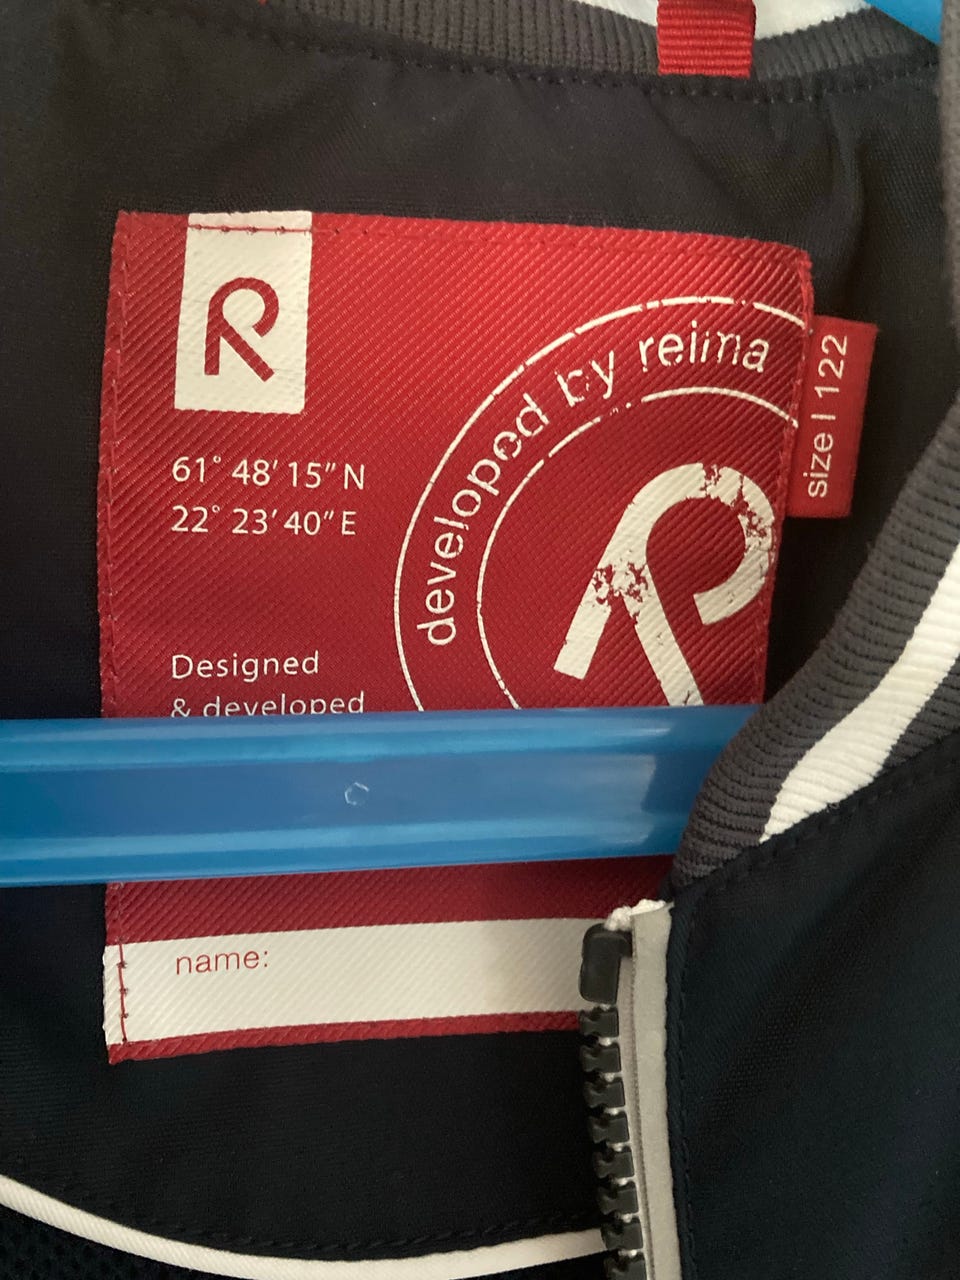 R
61° 48' 15" N
22° 23' 40" E
developed by reima
R
size | 122
Designed
& developed
name: